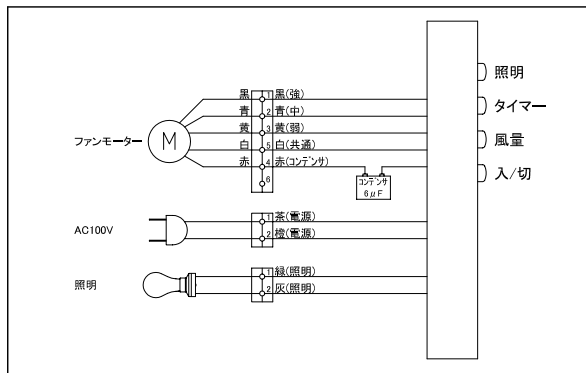 黒 1 黒(強)
青 2 青(中)
黄 3 黄(弱)
白 5 白(共通)
赤 4 赤(コンデンサ)
6
ファンモーター
M
コンデンサ
6μF
照明
タイマー
風量
入/切
AC100V
1 茶(電源)
2 橙(電源)
照明
1 緑(照明)
2 灰(照明)